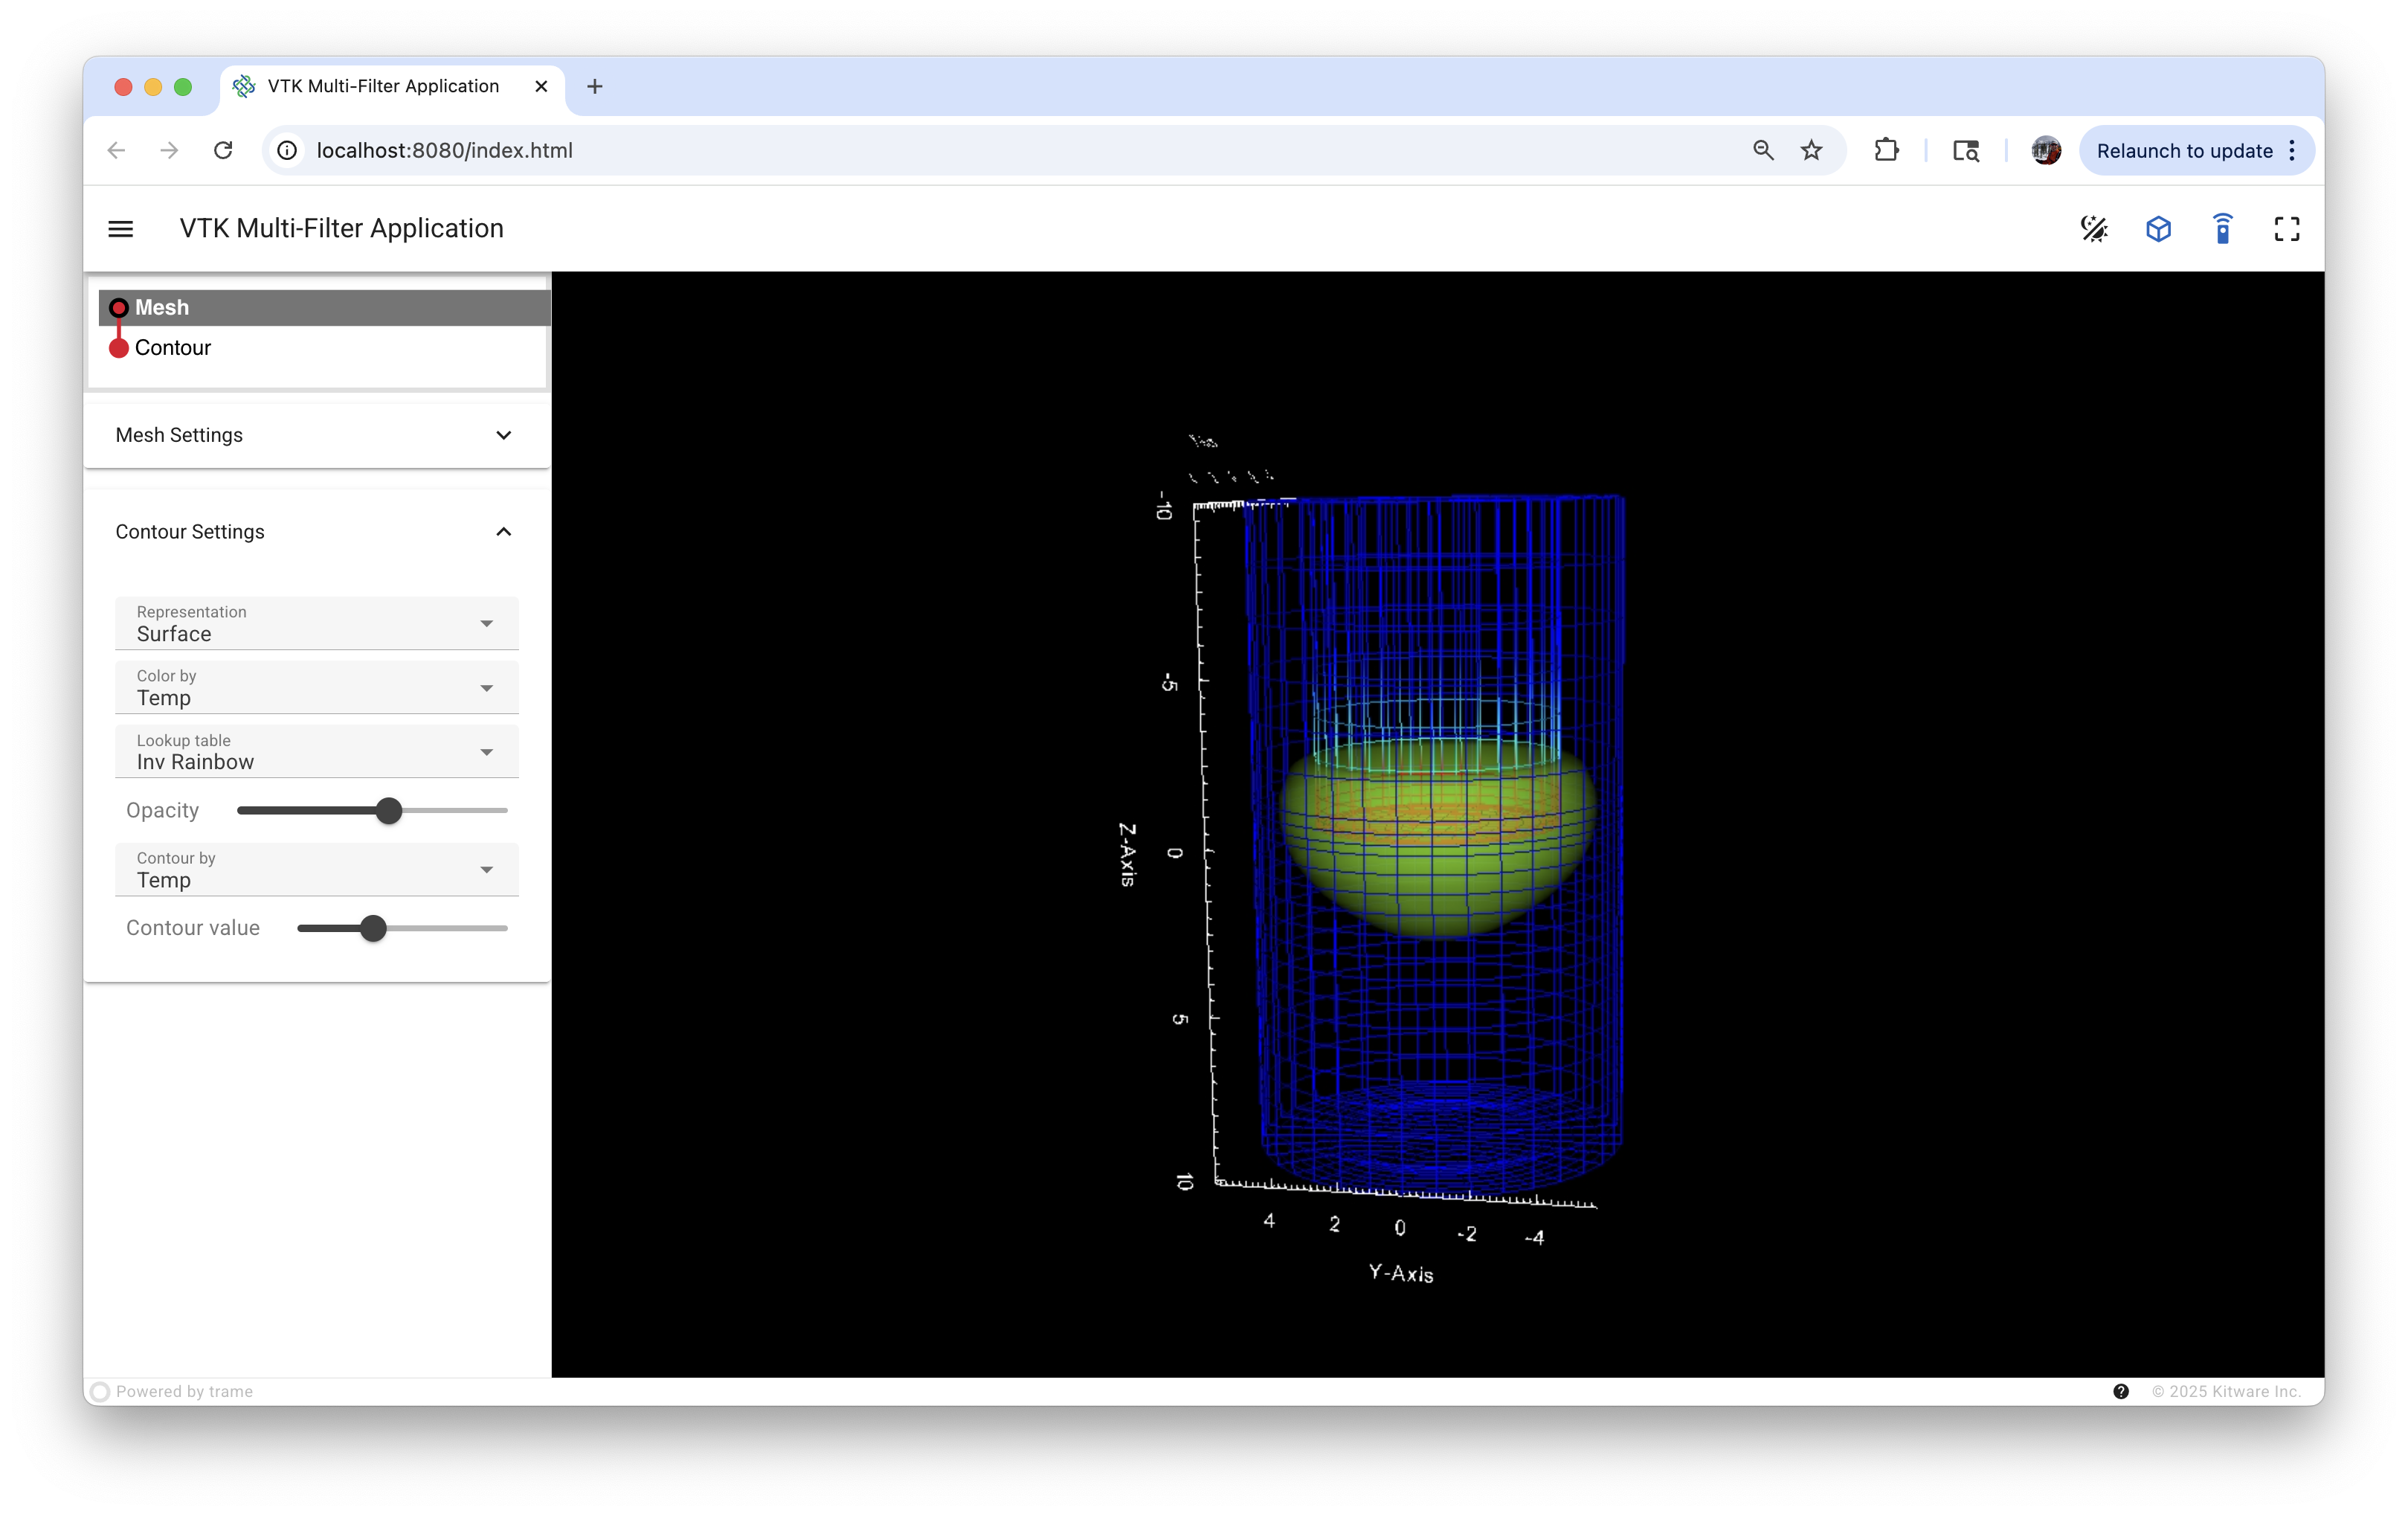 VTK Multi-Filter Application
localhost:8080/index.html
Relaunch to update
VTK Multi-Filter Application
Mesh
Contour
Mesh Settings
Contour Settings
Representation
Surface
Color by
Temp
Lookup table
Inv Rainbow
Opacity
Contour by
Temp
Contour value
-10
-5
Z-Axis
0
5
10
4 2 0 -2 -4
Y-Axis
Powered by trame
© 2025 Kitware Inc.